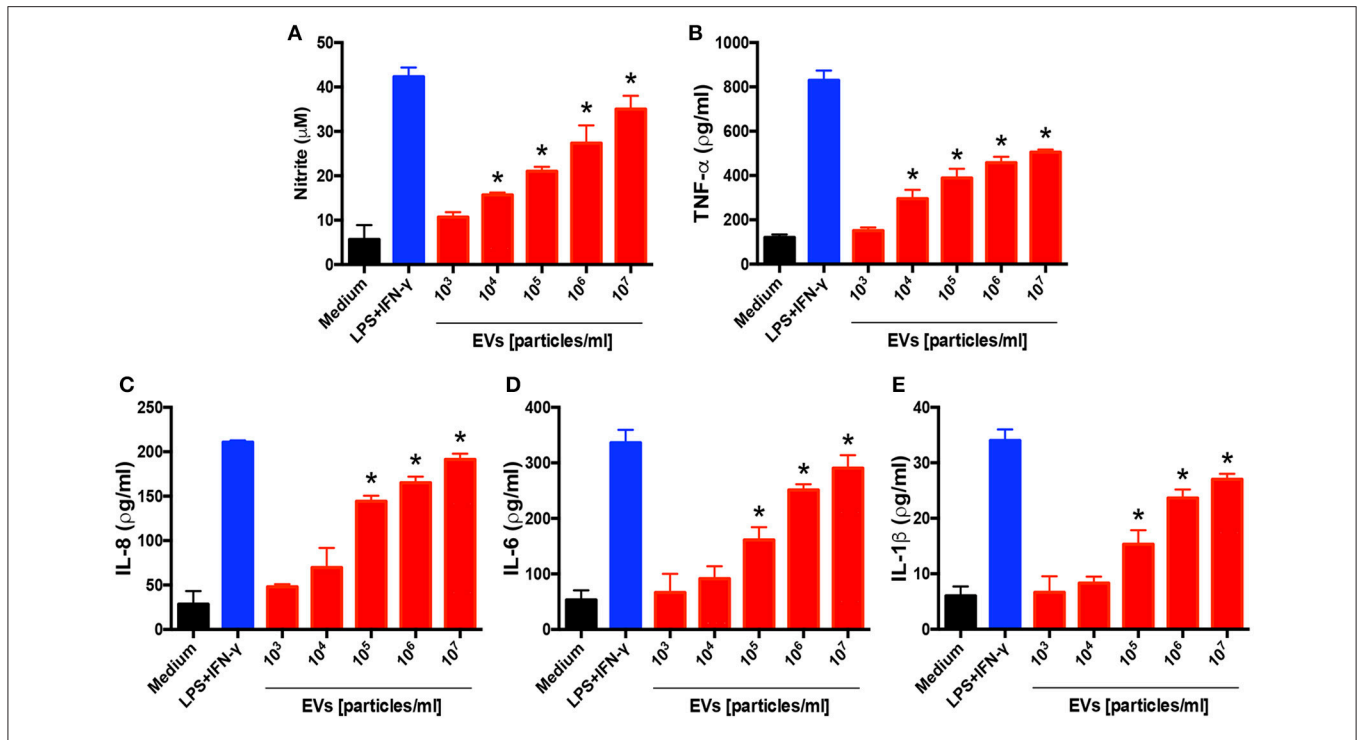 A
Nitrite (μM)
50
40
30
20
10
0
*
*
*
*
Medium
LPS+IFN-γ
10³
10⁴
10⁵
10⁶
10⁷
EVs [particles/ml]
B
TNF-α (ρg/ml)
1000
800
600
400
200
0
*
*
*
*
Medium
LPS+IFN-γ
10³
10⁴
10⁵
10⁶
10⁷
EVs [particles/ml]
C
IL-8 (ρg/ml)
250
200
150
100
50
0
*
*
*
Medium
LPS+IFN-γ
10³
10⁴
10⁵
10⁶
10⁷
EVs [particles/ml]
D
IL-6 (ρg/ml)
400
300
200
100
0
*
*
*
Medium
LPS+IFN-γ
10³
10⁴
10⁵
10⁶
10⁷
EVs [particles/ml]
E
IL-1β (ρg/ml)
40
30
20
10
0
*
*
*
Medium
LPS+IFN-γ
10³
10⁴
10⁵
10⁶
10⁷
EVs [particles/ml]